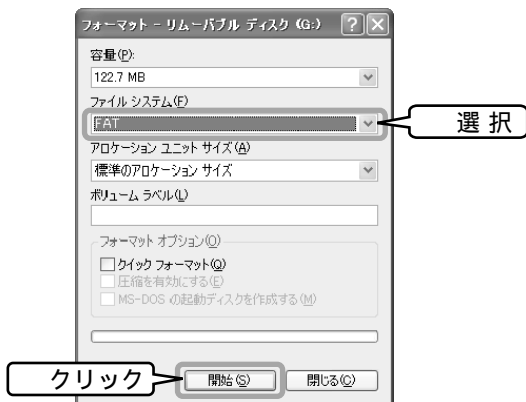 フォーマット - リムーバブル ディスク (G:)
容量(P):
122.7 MB
ファイル システム(F)
FAT
選 択
アロケーション ユニット サイズ(A)
標準のアロケーション サイズ
ボリューム ラベル(L)
フォーマット オプション(O)
クイック フォーマット(Q)
圧縮を有効にする(E)
MS-DOS の起動ディスクを作成する(M)
クリック
開始(S)
閉じる(C)